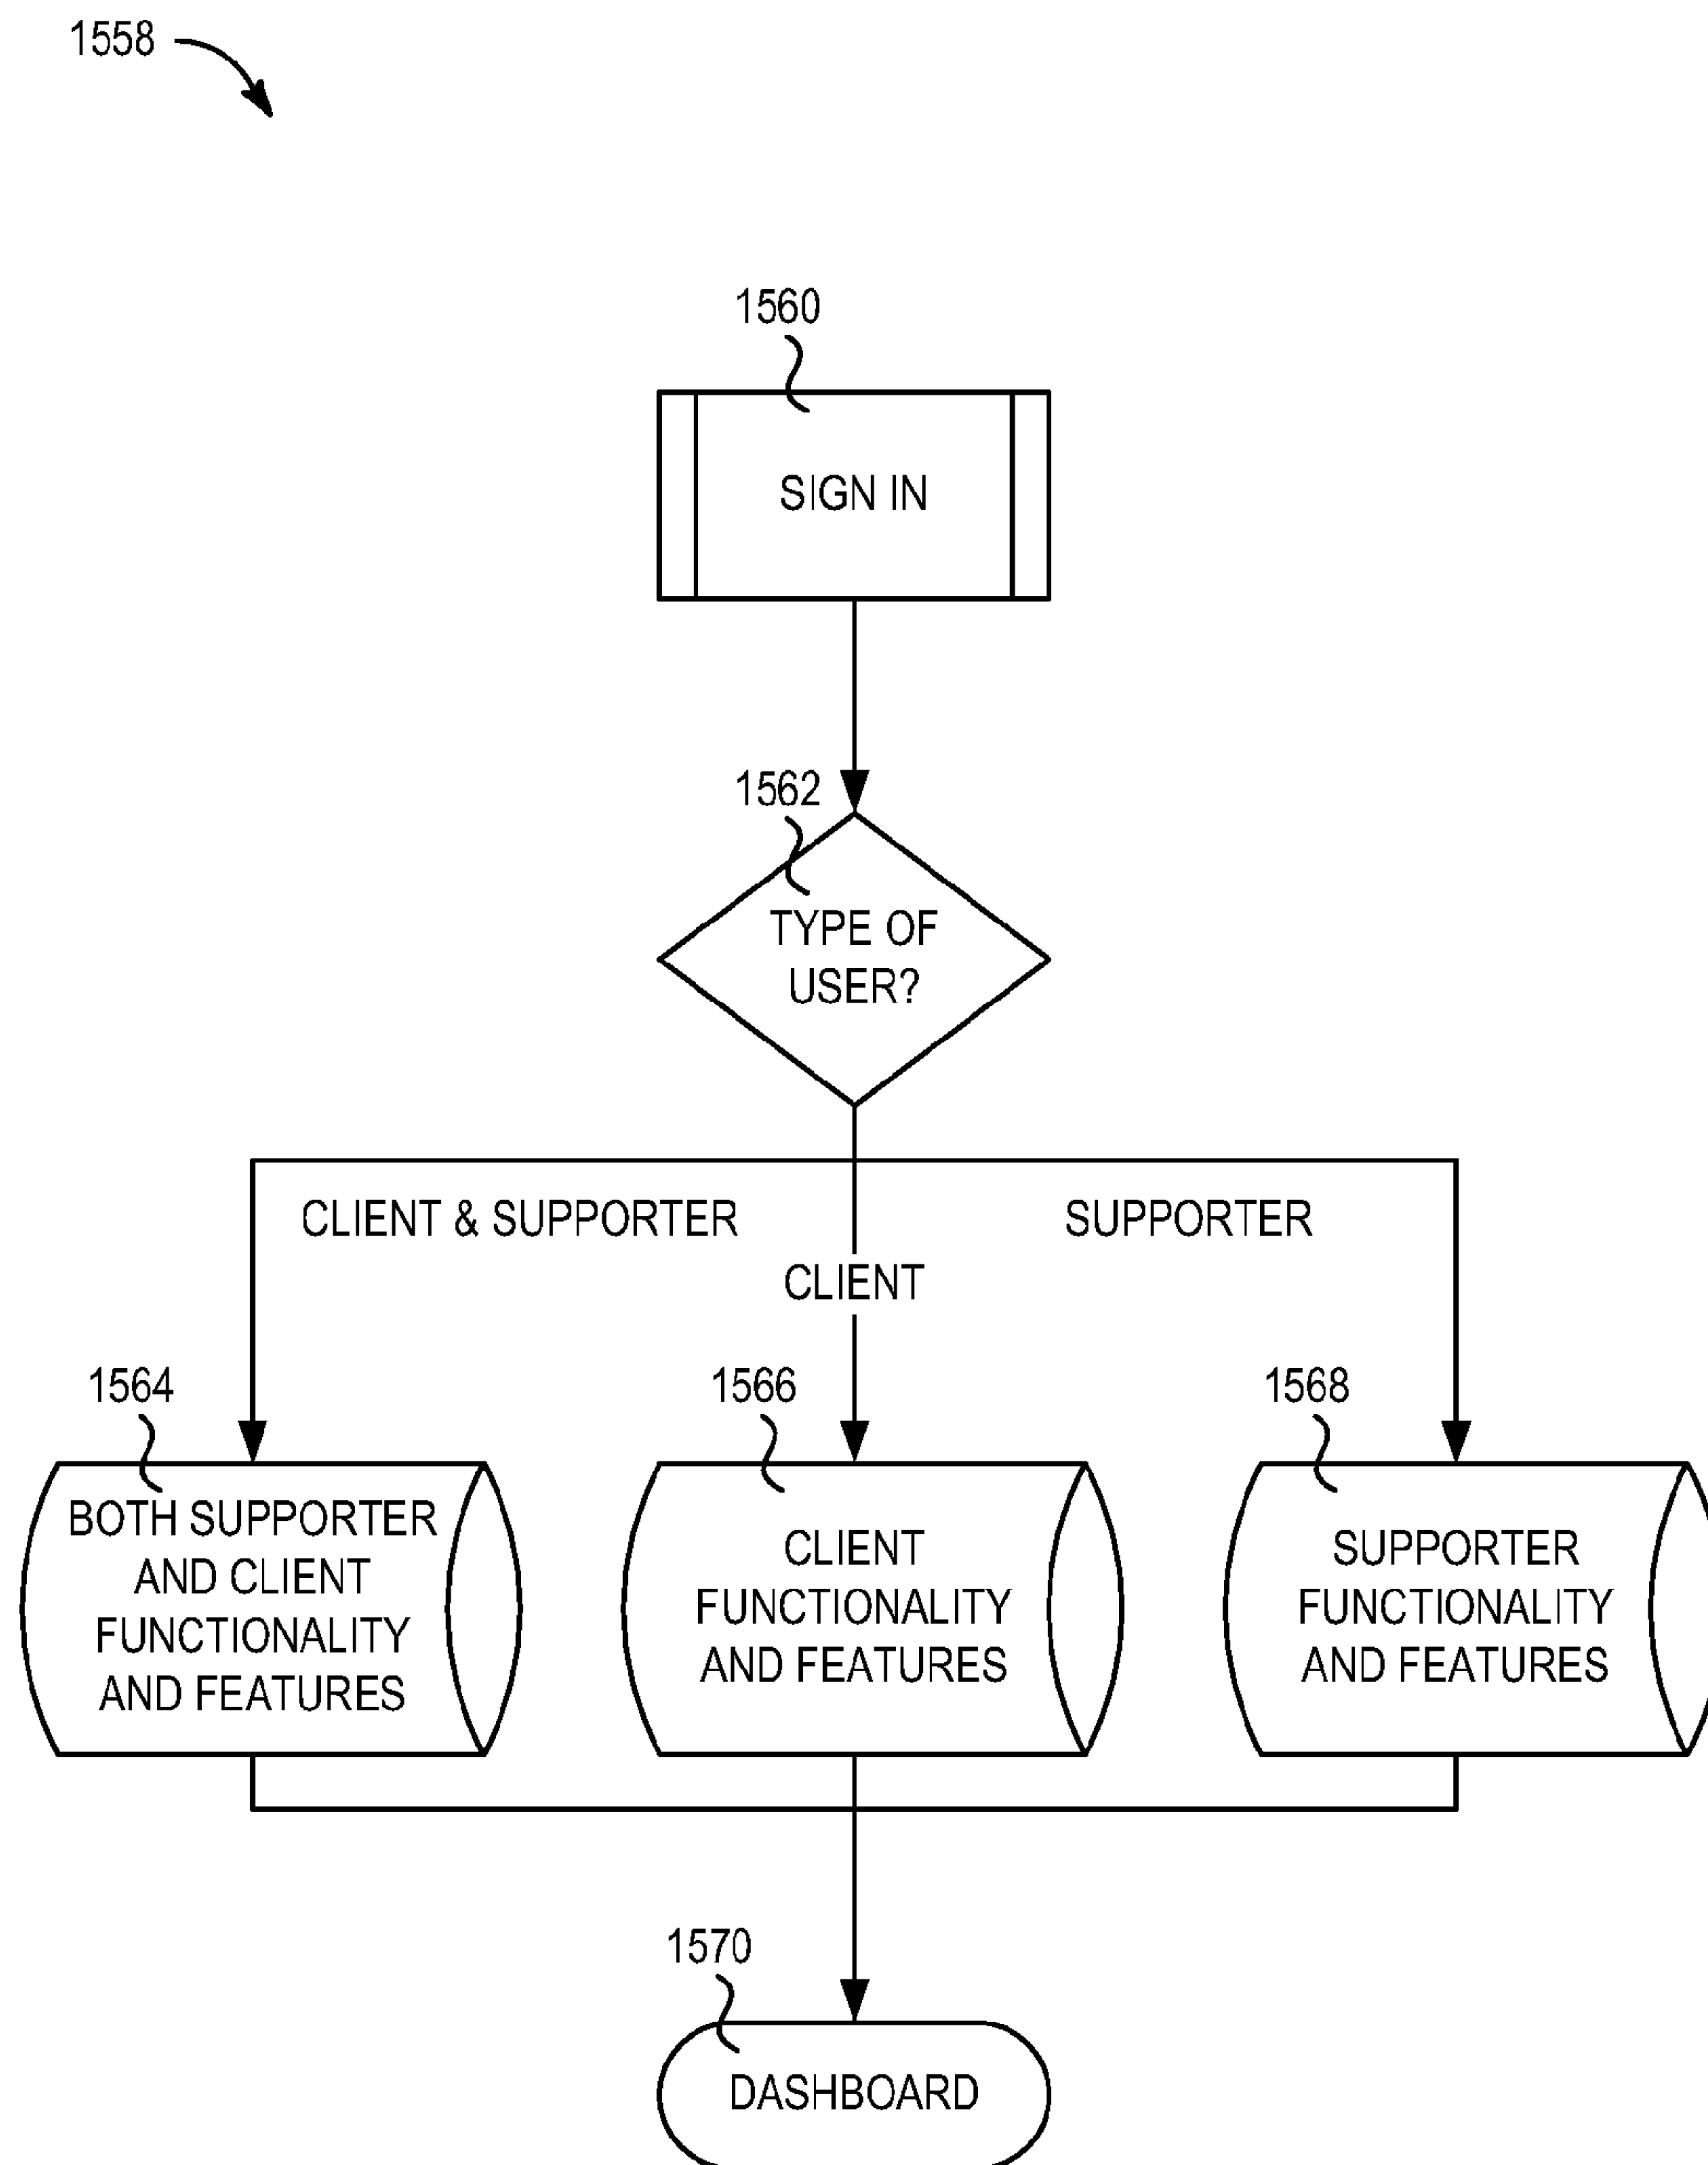 1558
1560
SIGN IN
1562
TYPE OF
USER?
CLIENT & SUPPORTER
SUPPORTER
CLIENT
1564
1566
1568
BOTH SUPPORTER
AND CLIENT
FUNCTIONALITY
AND FEATURES
CLIENT
FUNCTIONALITY
AND FEATURES
SUPPORTER
FUNCTIONALITY
AND FEATURES
1570
DASHBOARD